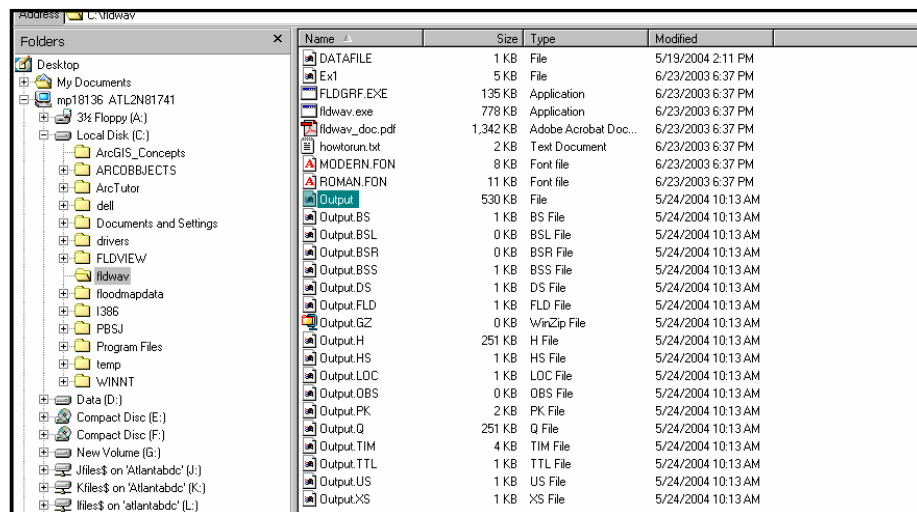 Address C:\fldwav
Folders ×
Desktop
My Documents
mp18136 ATL2N81741
3½ Floppy (A:)
Local Disk (C:)
ArcGIS_Concepts
ARCOBBJECTS
ArcTutor
dell
Documents and Settings
drivers
FLDVIEW
fldwav
floodmapdata
I386
PBSJ
Program Files
temp
WINNT
Data (D:)
Compact Disc (E:)
Compact Disc (F:)
New Volume (G:)
Jfiles$ on 'Atlantabdc' (J:)
Kfiles$ on 'Atlantabdc' (K:)
lfiles$ on 'atlantabdc' (L:)
Name Size Type Modified
DATAFILE 1 KB File 5/19/2004 2:11 PM
Ex1 5 KB File 6/23/2003 6:37 PM
FLDGRF.EXE 135 KB Application 6/23/2003 6:37 PM
fldwav.exe 778 KB Application 6/23/2003 6:37 PM
fldwav_doc.pdf 1,342 KB Adobe Acrobat Doc... 6/23/2003 6:37 PM
howtorun.txt 2 KB Text Document 6/23/2003 6:37 PM
MODERN.FON 8 KB Font file 6/23/2003 6:37 PM
ROMAN.FON 11 KB Font file 6/23/2003 6:37 PM
Output 530 KB File 5/24/2004 10:13 AM
Output.BS 1 KB BS File 5/24/2004 10:13 AM
Output.BSL 0 KB BSL File 5/24/2004 10:13 AM
Output.BSR 0 KB BSR File 5/24/2004 10:13 AM
Output.BSS 1 KB BSS File 5/24/2004 10:13 AM
Output.DS 1 KB DS File 5/24/2004 10:13 AM
Output.FLD 1 KB FLD File 5/24/2004 10:13 AM
Output.GZ 0 KB WinZip File 5/24/2004 10:13 AM
Output.H 251 KB H File 5/24/2004 10:13 AM
Output.HS 1 KB HS File 5/24/2004 10:13 AM
Output.LOC 1 KB LOC File 5/24/2004 10:13 AM
Output.OBS 0 KB OBS File 5/24/2004 10:13 AM
Output.PK 2 KB PK File 5/24/2004 10:13 AM
Output.Q 251 KB Q File 5/24/2004 10:13 AM
Output.TIM 4 KB TIM File 5/24/2004 10:13 AM
Output.TTL 1 KB TTL File 5/24/2004 10:13 AM
Output.US 1 KB US File 5/24/2004 10:13 AM
Output.XS 1 KB XS File 5/24/2004 10:13 AM